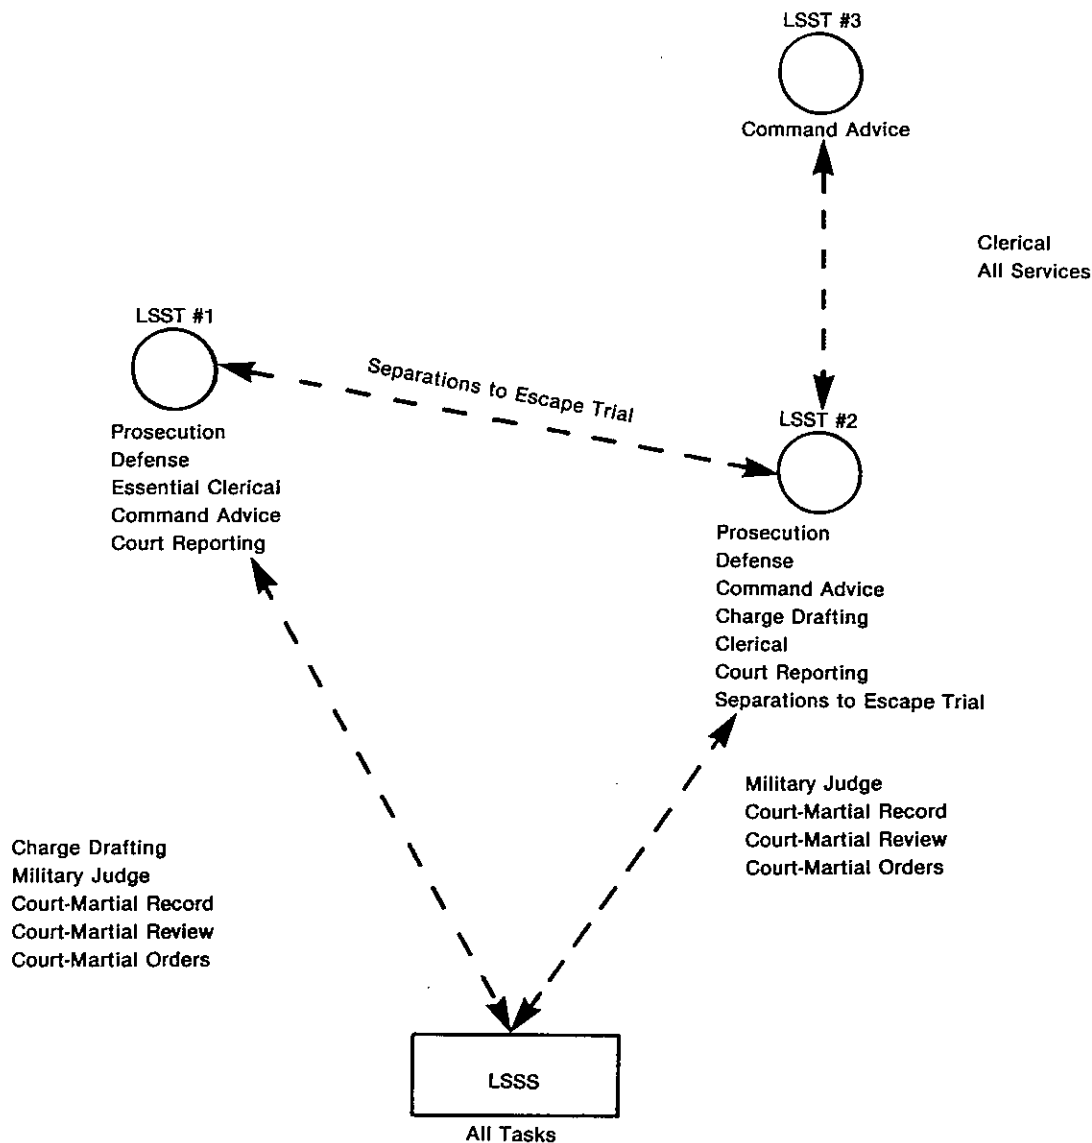 LSST #3
Command Advice
Clerical
All Services
LSST #1
Separations to Escape Trial
LSST #2
Prosecution
Defense
Essential Clerical
Command Advice
Court Reporting
Prosecution
Defense
Command Advice
Charge Drafting
Clerical
Court Reporting
Separations to Escape Trial
Military Judge
Court-Martial Record
Court-Martial Review
Court-Martial Orders
Charge Drafting
Military Judge
Court-Martial Record
Court-Martial Review
Court-Martial Orders
LSSS
All Tasks